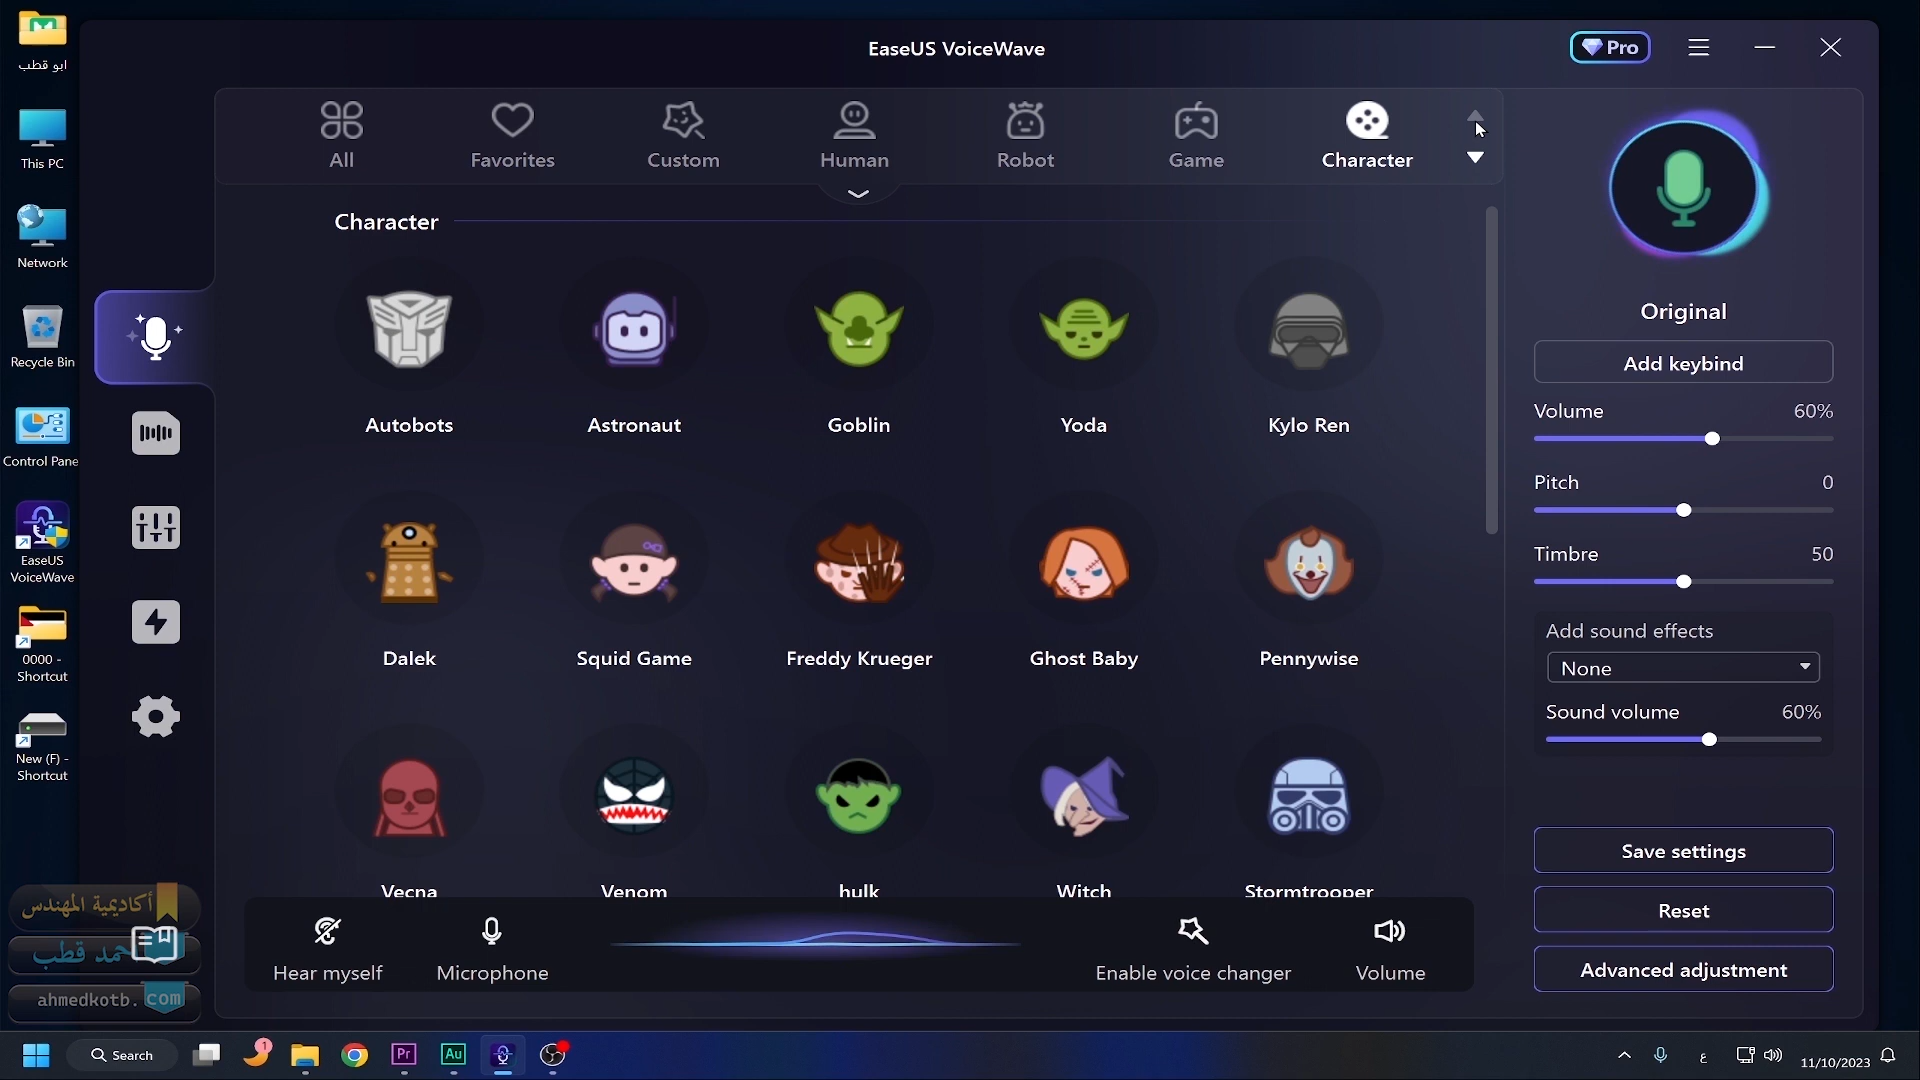 EaseUS VoiceWave
Pro
All
Favorites
Custom
Human
Robot
Game
Character
Character
Autobots
Astronaut
Goblin
Yoda
Kylo Ren
Dalek
Squid Game
Freddy Krueger
Ghost Baby
Pennywise
Vecna
Venom
hulk
Witch
Stormtrooper
Hear myself
Microphone
Enable voice changer
Volume
Original
Add keybind
Volume 60%
Pitch 0
Timbre 50
Add sound effects
None
Sound volume 60%
Save settings
Reset
Advanced adjustment
ابو قطب
This PC
Network
Recycle Bin
Control Pane
EaseUS
VoiceWave
0000 -
Shortcut
New (F) -
Shortcut
أكاديمية المهندس
قطب
ahmedkotb.com
Search
1
Pr
Au
ع
11/10/2023